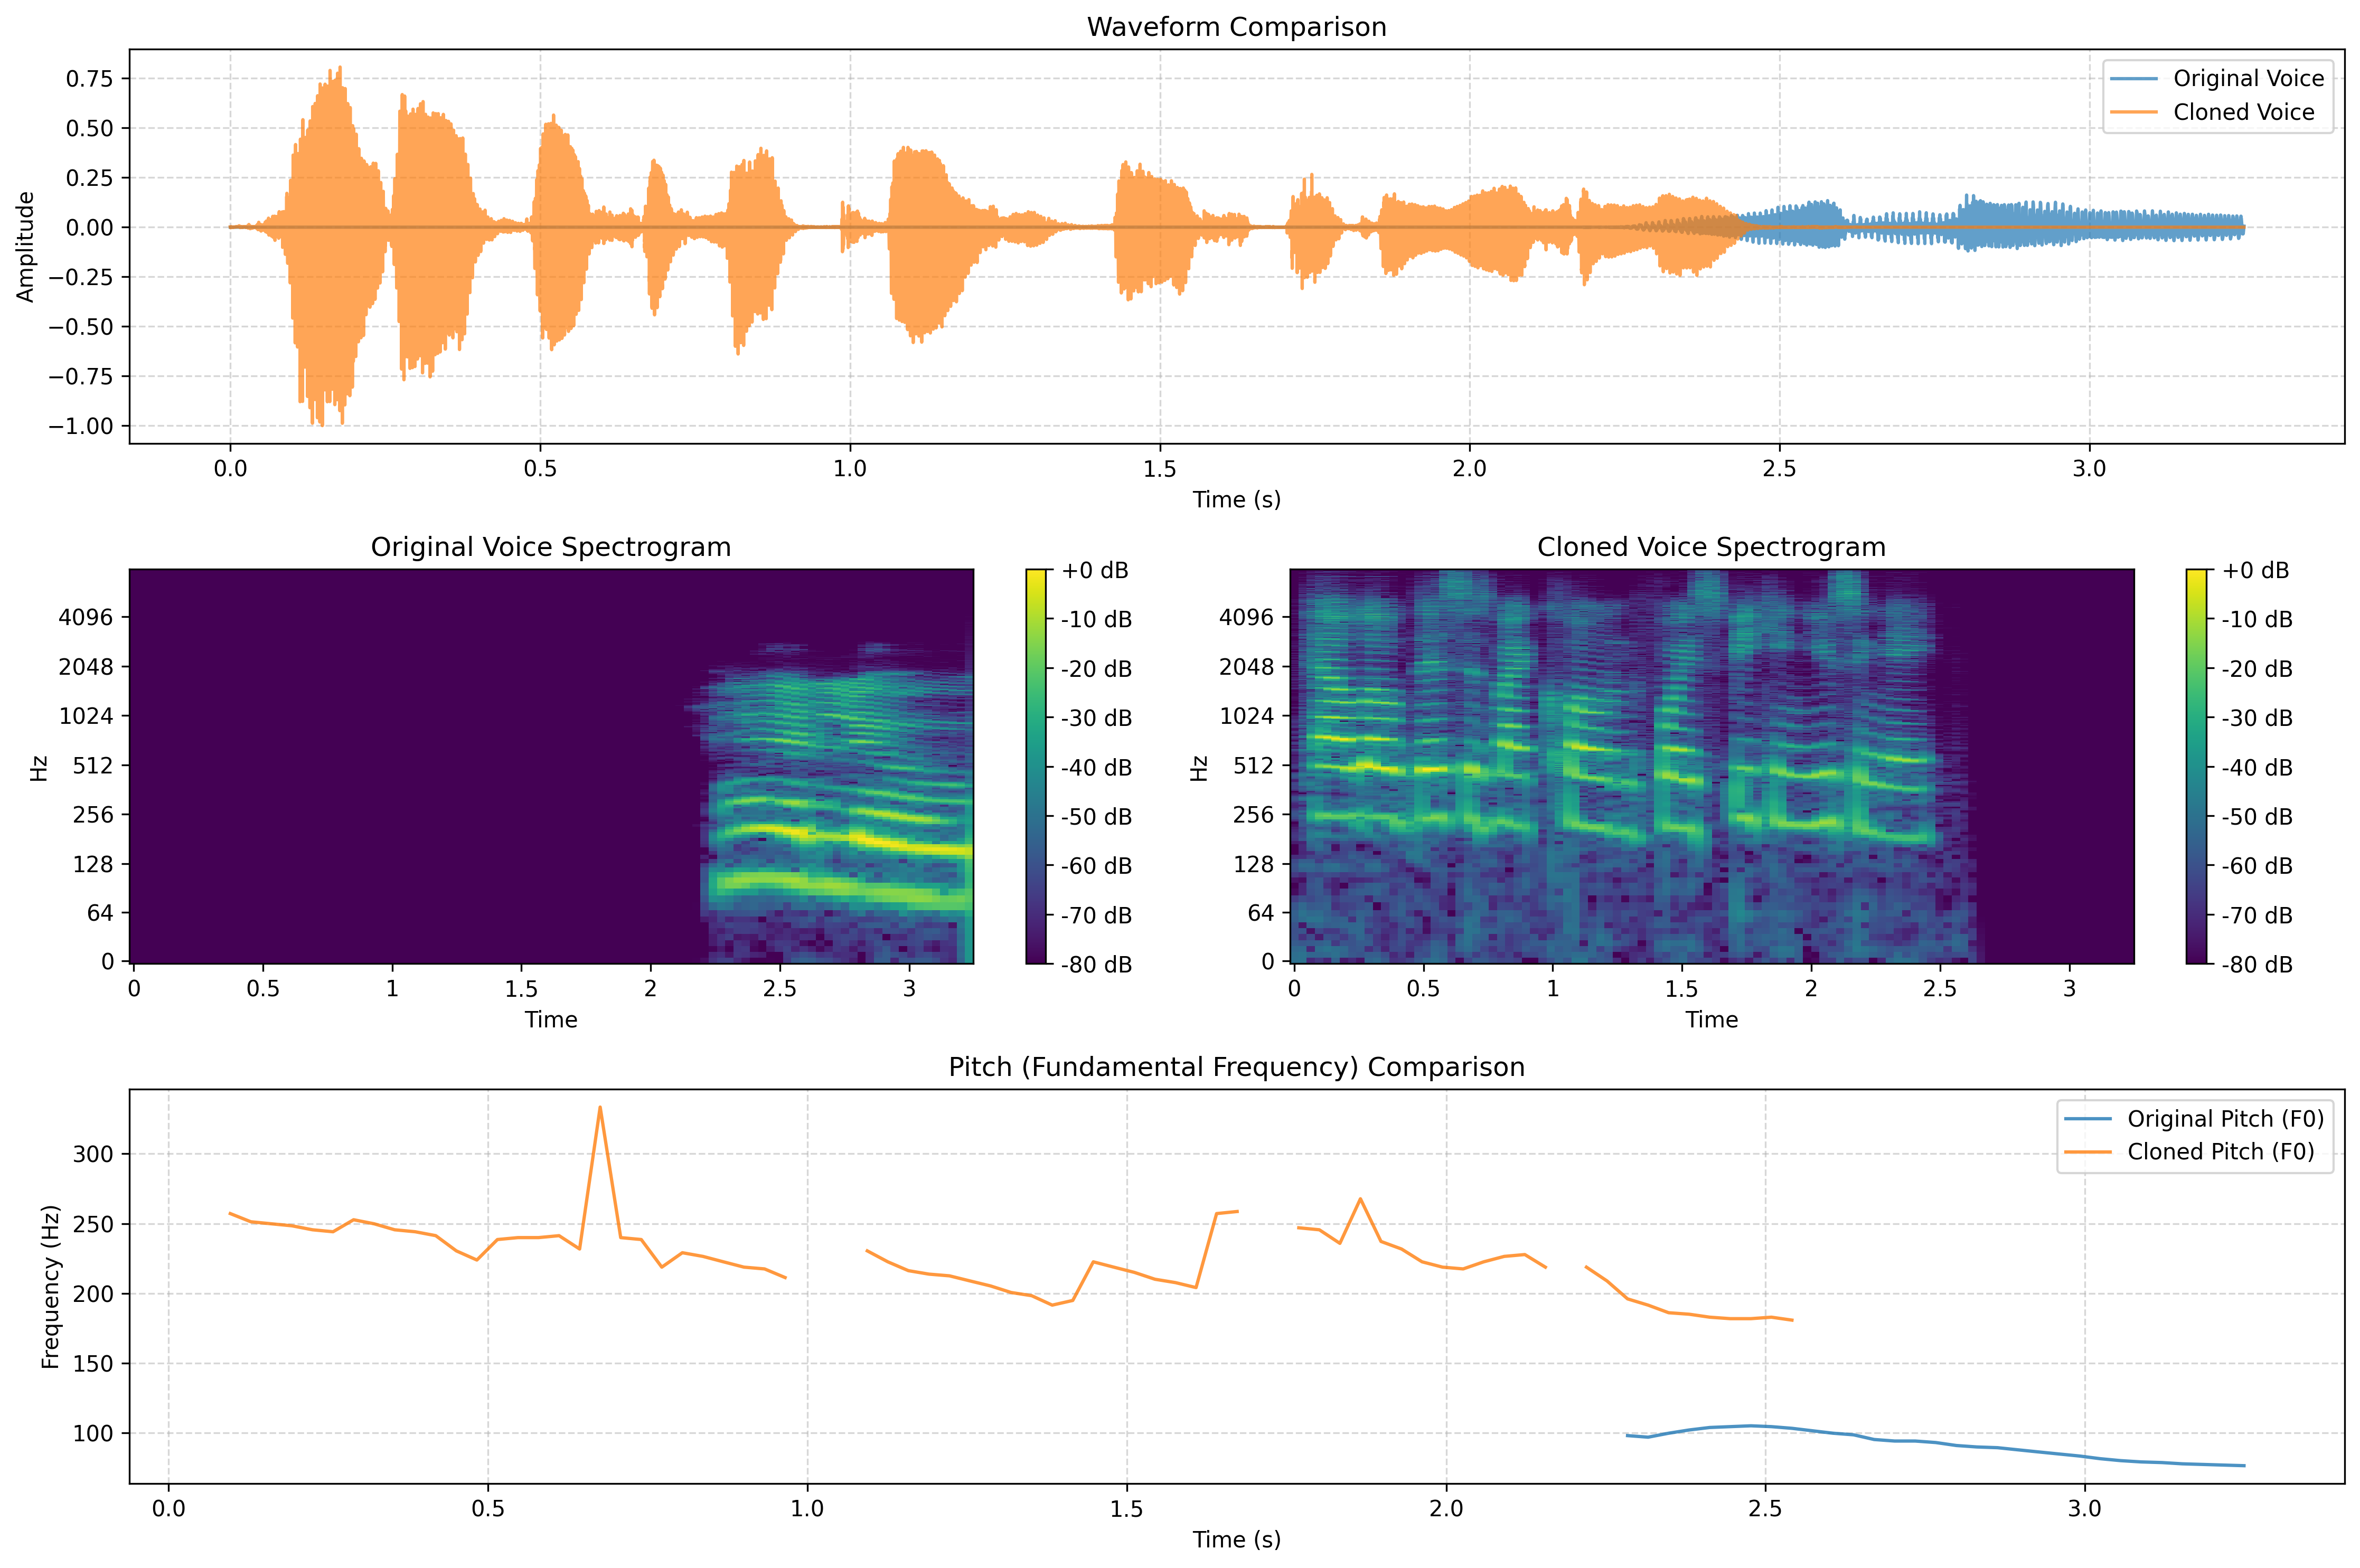 Waveform Comparison
Original Voice
Cloned Voice
0.75
0.50
0.25
0.00
−0.25
−0.50
−0.75
−1.00
Amplitude
0.0 0.5 1.0 1.5 2.0 2.5 3.0
Time (s)
Original Voice Spectrogram
4096
2048
1024
512
256
128
64
0
Hz
0 0.5 1 1.5 2 2.5 3
Time
+0 dB
-10 dB
-20 dB
-30 dB
-40 dB
-50 dB
-60 dB
-70 dB
-80 dB
Cloned Voice Spectrogram
4096
2048
1024
512
256
128
64
0
Hz
0 0.5 1 1.5 2 2.5 3
Time
+0 dB
-10 dB
-20 dB
-30 dB
-40 dB
-50 dB
-60 dB
-70 dB
-80 dB
Pitch (Fundamental Frequency) Comparison
Original Pitch (F0)
Cloned Pitch (F0)
300
250
200
150
100
Frequency (Hz)
0.0 0.5 1.0 1.5 2.0 2.5 3.0
Time (s)